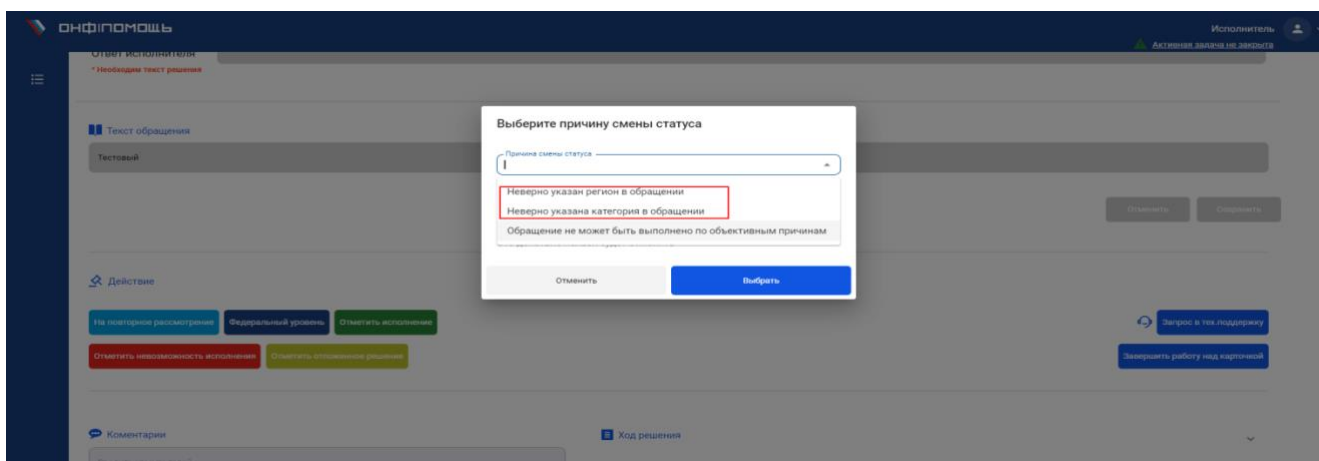 ОНФ|ПОМОЩЬ
Исполнитель
Активная задача не закрыта
Ответ исполнителя
* Необходим текст решения
Текст обращения
Тестовый
Выберите причину смены статуса
Причина смены статуса
Неверно указан регион в обращении
Неверно указана категория в обращении
Обращение не может быть выполнено по объективным причинам
Отменить
Выбрать
Отменить
Сохранить
Действие
На повторное рассмотрение
Федеральный уровень
Отметить исполнение
Запрос в тех.поддержку
Отметить невозможность исполнения
Отметить отложенное решение
Завершить работу над карточкой
Коментарии
Ход решения